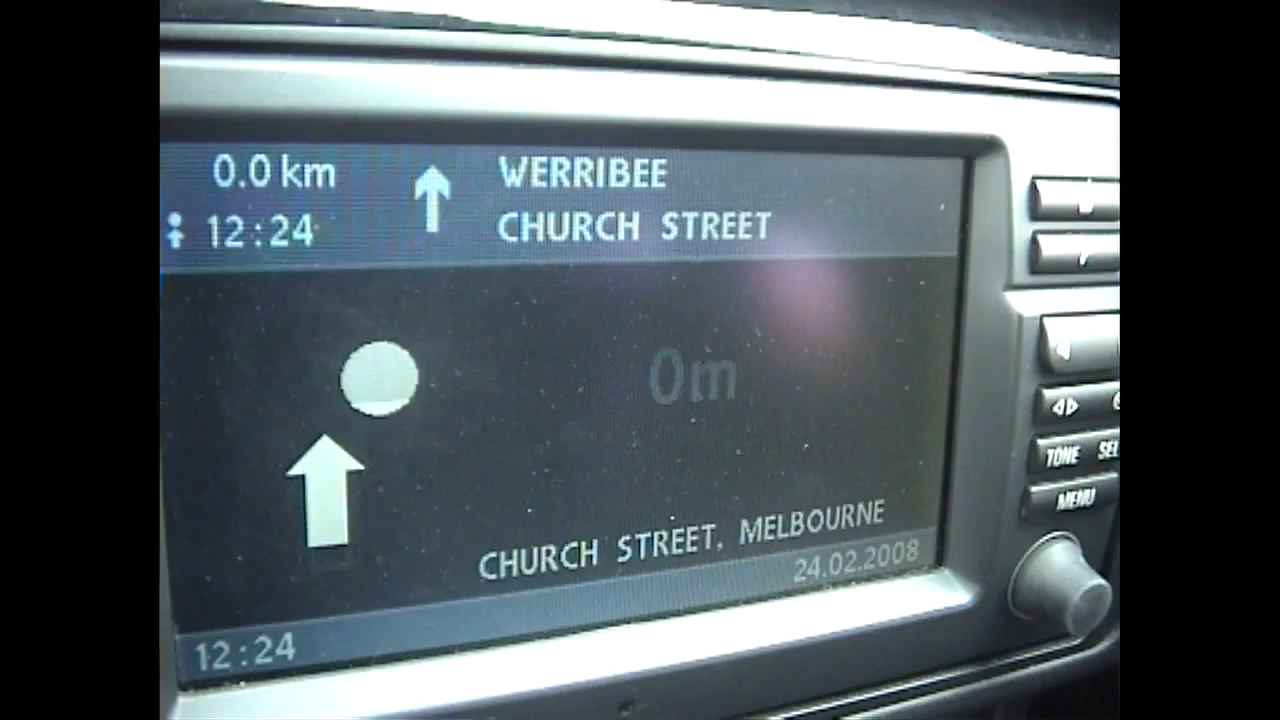 0.0 km
WERRIBEE
12:24
CHURCH STREET
0m
CHURCH STREET, MELBOURNE
24.02.2008
12:24
TONE
SEL
MENU